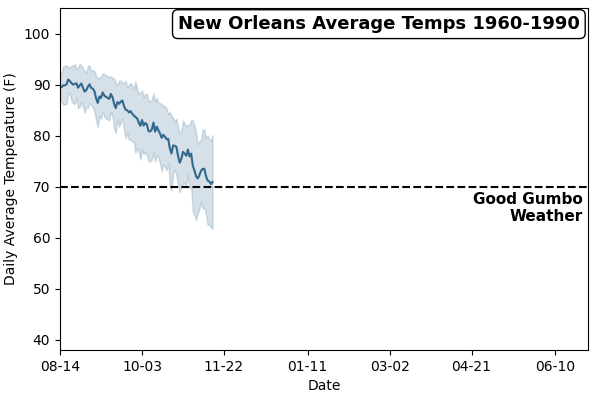 New Orleans Average Temps 1960-1990
Daily Average Temperature (F)
100
90
80
70
60
50
40
Good Gumbo
Weather
08-14 10-03 11-22 01-11 03-02 04-21 06-10
Date